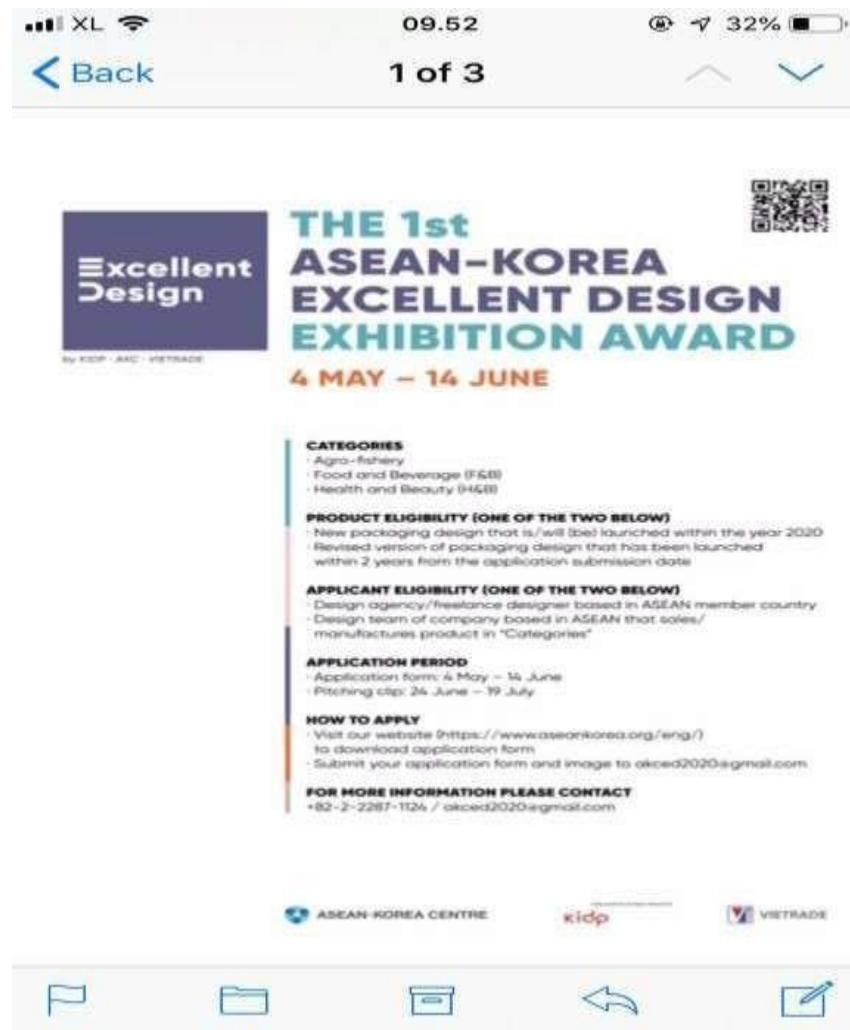 XL
09.52
32%
Back
1 of 3
THE 1st
ASEAN-KOREA
EXCELLENT DESIGN
EXHIBITION AWARD
4 MAY – 14 JUNE
Excellent
Design
by KIDP · AKC · VIETRADE
CATEGORIES
· Agro-fishery
· Food and Beverage (F&B)
· Health and Beauty (H&B)
PRODUCT ELIGIBILITY (ONE OF THE TWO BELOW)
· New packaging design that is/will (be) launched within the year 2020
· Revised version of packaging design that has been launched
within 2 years from the application submission date
APPLICANT ELIGIBILITY (ONE OF THE TWO BELOW)
· Design agency/freelance designer based in ASEAN member country
· Design team of company based in ASEAN that sales/
manufactures product in "Categories"
APPLICATION PERIOD
· Application form: 4 May – 14 June
· Pitching clip: 24 June – 19 July
HOW TO APPLY
· Visit our website (https://www.aseankorea.org/eng/)
to download application form
· Submit your application form and image to akced2020@gmail.com
FOR MORE INFORMATION PLEASE CONTACT
+82-2-2287-1124 / akced2020@gmail.com
ASEAN-KOREA CENTRE
kidp
VIETRADE